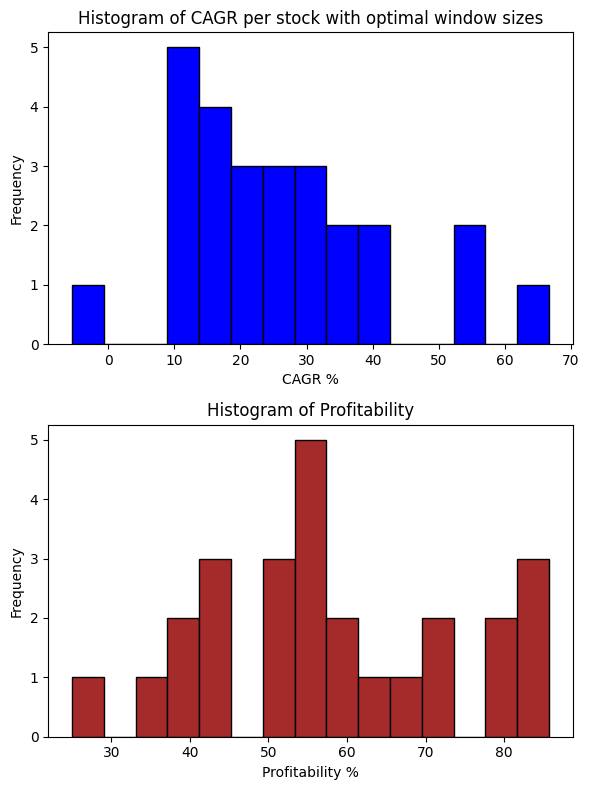 Histogram of CAGR per stock with optimal window sizes
5
4
3
2
1
0
Frequency
0 10 20 30 40 50 60 70
CAGR %
Histogram of Profitability
5
4
3
2
1
0
Frequency
30 40 50 60 70 80
Profitability %